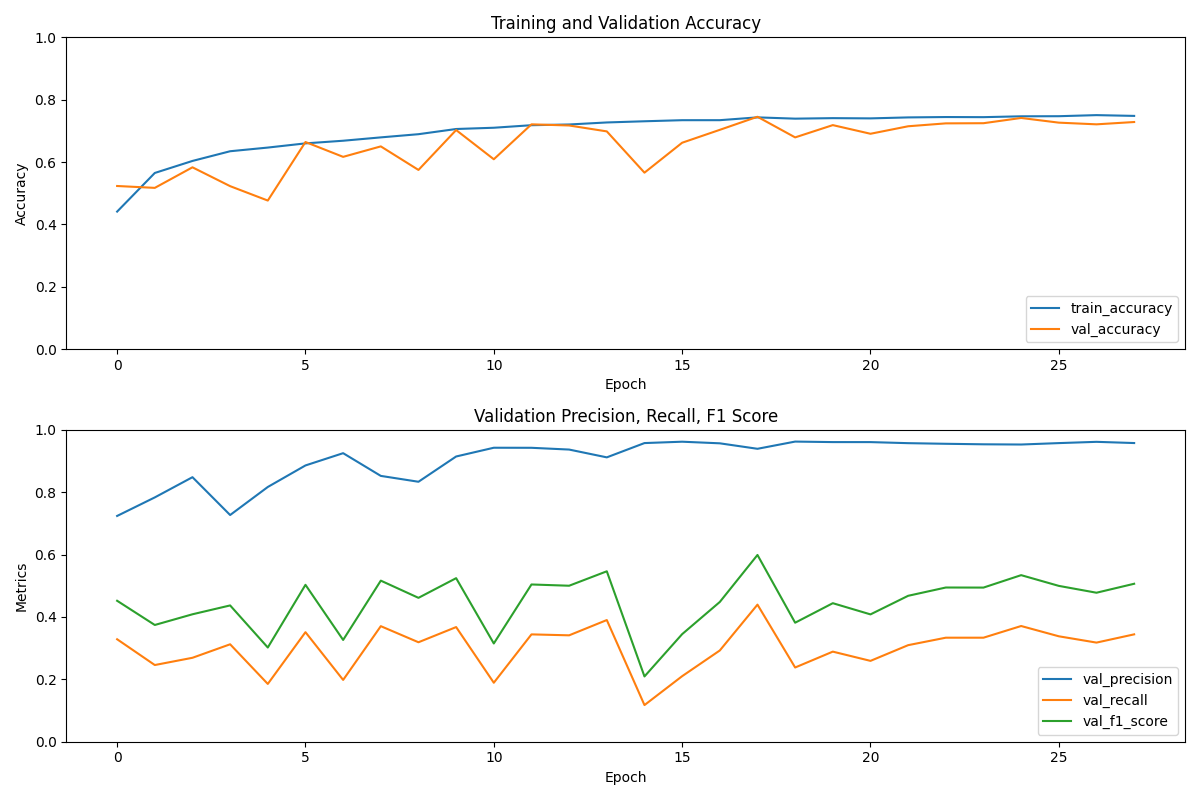 Training and Validation Accuracy
1.0
0.8
0.6
0.4
0.2
0.0
Accuracy
train_accuracy
val_accuracy
0 5 10 15 20 25
Epoch
Validation Precision, Recall, F1 Score
1.0
0.8
0.6
0.4
0.2
0.0
Metrics
val_precision
val_recall
val_f1_score
0 5 10 15 20 25
Epoch